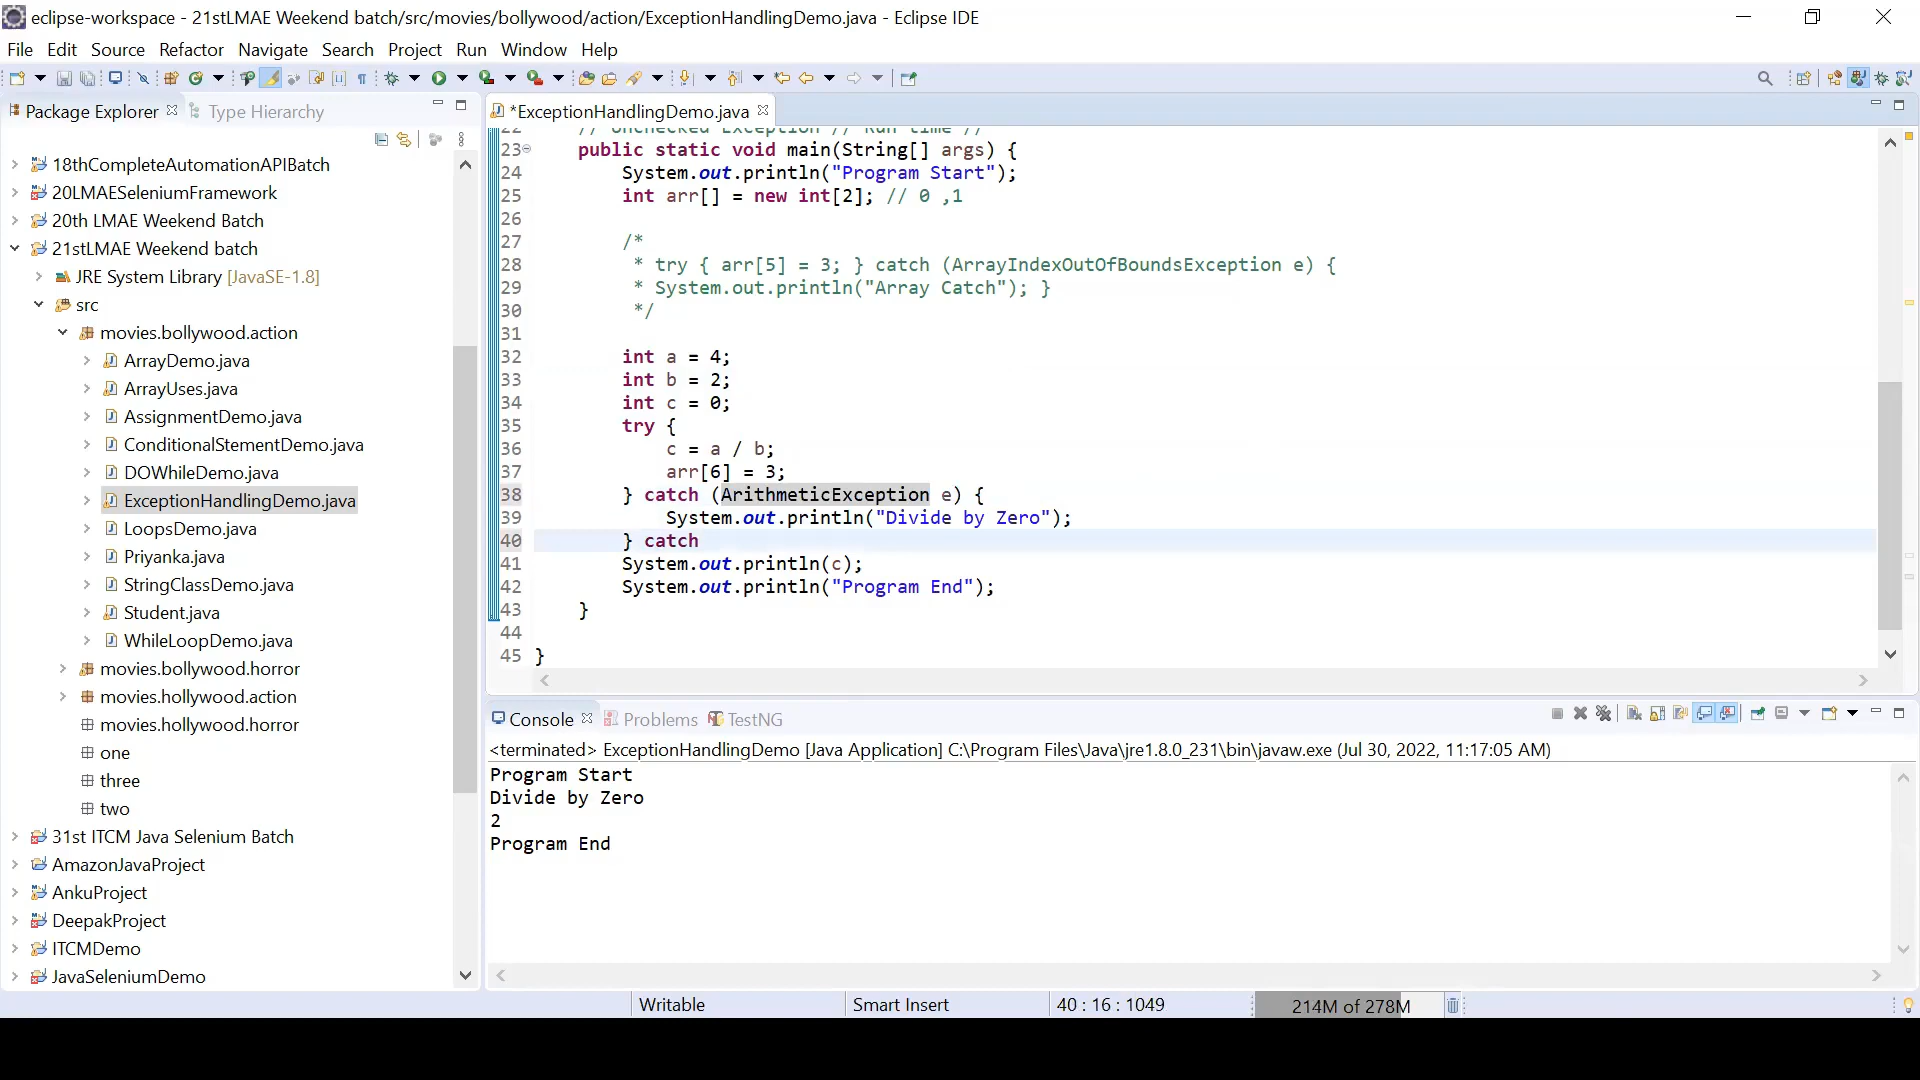 eclipse-workspace - 21stLMAE Weekend batch/src/movies/bollywood/action/ExceptionHandlingDemo.java - Eclipse IDE
File Edit Source Refactor Navigate Search Project Run Window Help
Package Explorer Type Hierarchy
18thCompleteAutomationAPIBatch
20LMAESeleniumFramework
20th LMAE Weekend Batch
21stLMAE Weekend batch
JRE System Library [JavaSE-1.8]
src
movies.bollywood.action
ArrayDemo.java
ArrayUses.java
AssignmentDemo.java
ConditionalStementDemo.java
DOWhileDemo.java
ExceptionHandlingDemo.java
LoopsDemo.java
Priyanka.java
StringClassDemo.java
Student.java
WhileLoopDemo.java
movies.bollywood.horror
movies.hollywood.action
movies.hollywood.horror
one
three
two
31st ITCM Java Selenium Batch
AmazonJavaProject
AnkuProject
DeepakProject
ITCMDemo
JavaSeleniumDemo
*ExceptionHandlingDemo.java
22 // Unchecked Exception // Run time //
23 public static void main(String[] args) {
24 System.out.println("Program Start");
25 int arr[] = new int[2]; // 0 ,1
26
27 /*
28 * try { arr[5] = 3; } catch (ArrayIndexOutOfBoundsException e) {
29 * System.out.println("Array Catch"); }
30 */
31
32 int a = 4;
33 int b = 2;
34 int c = 0;
35 try {
36 c = a / b;
37 arr[6] = 3;
38 } catch (ArithmeticException e) {
39 System.out.println("Divide by Zero");
40 } catch
41 System.out.println(c);
42 System.out.println("Program End");
43 }
44
45 }
Console Problems TestNG
<terminated> ExceptionHandlingDemo [Java Application] C:\Program Files\Java\jre1.8.0_231\bin\javaw.exe (Jul 30, 2022, 11:17:05 AM)
Program Start
Divide by Zero
2
Program End
Writable Smart Insert 40 : 16 : 1049 214M of 278M